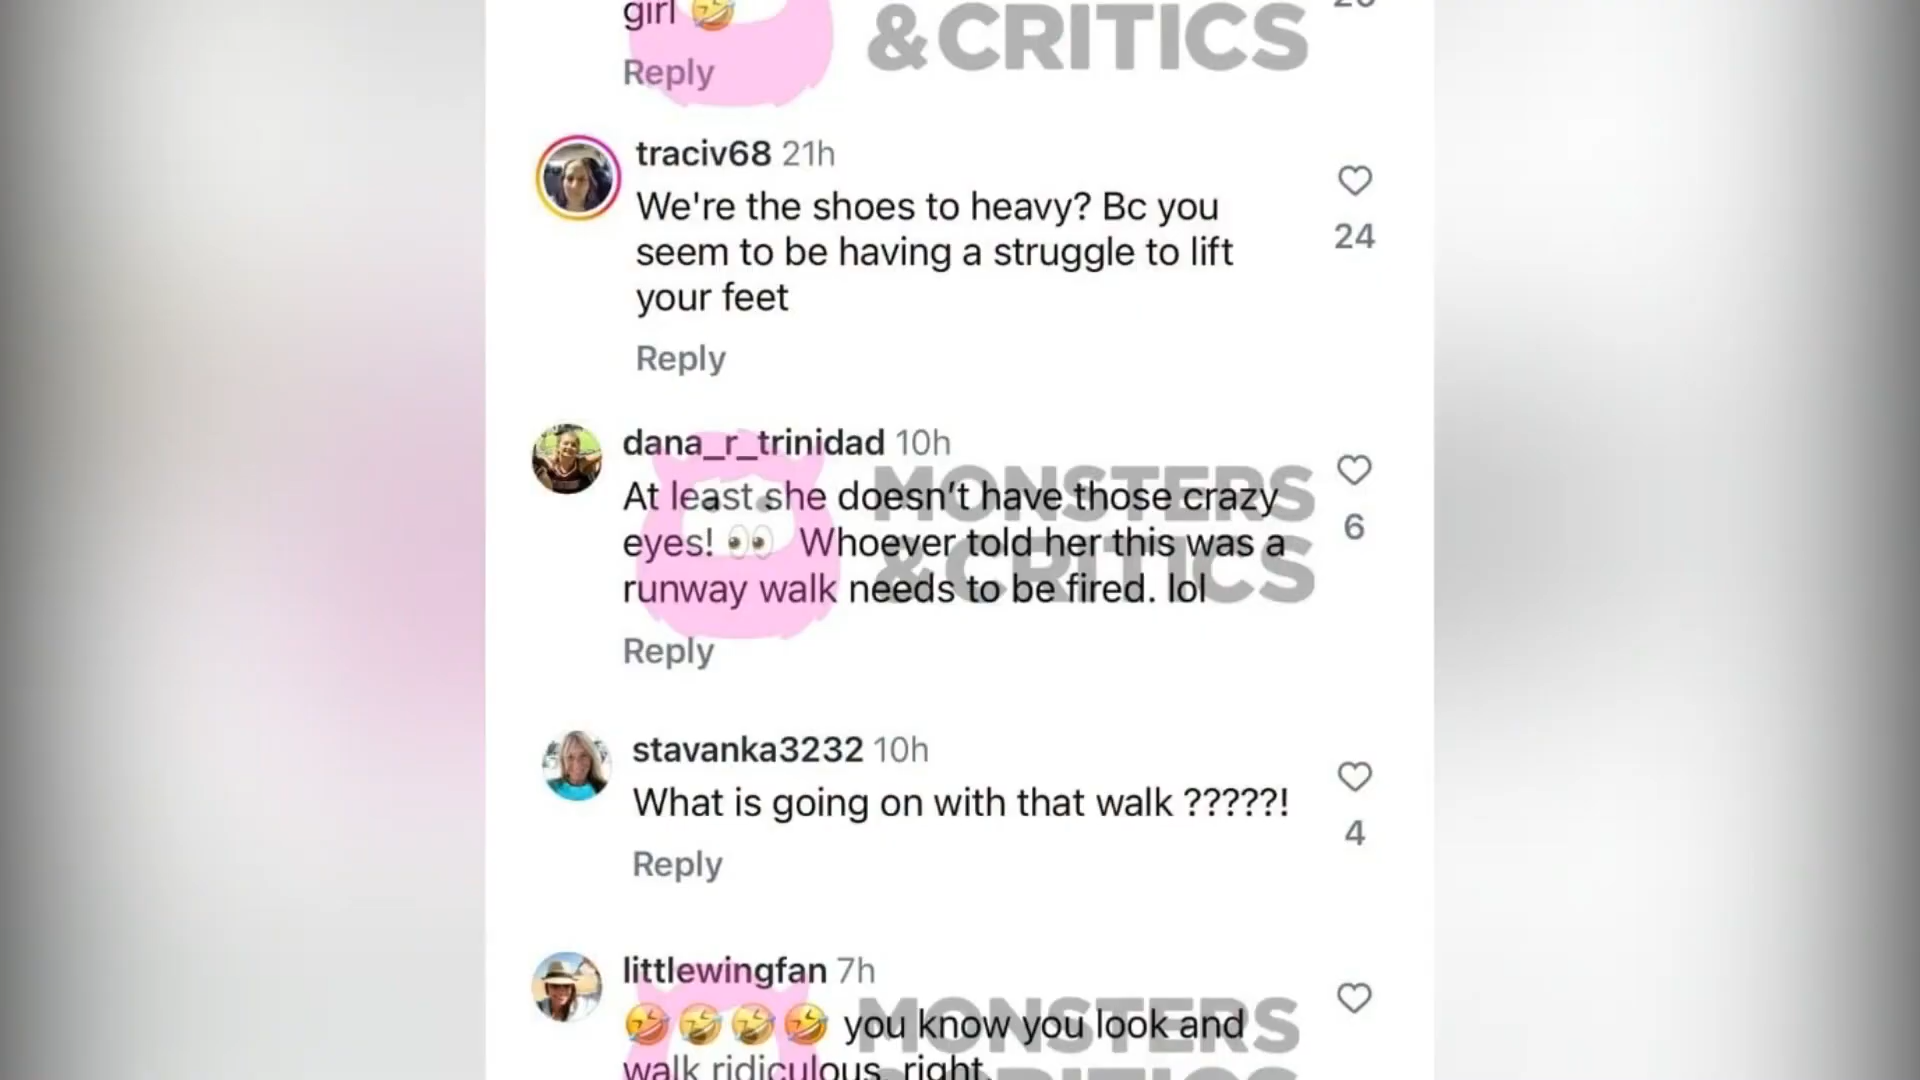 girl 🤣
& CRITICS
Reply
traciv68 21h
We're the shoes to heavy? Bc you
seem to be having a struggle to lift
your feet
24
Reply
dana_r_trinidad 10h
MONSTERS
& CRITICS
At least she doesn't have those crazy
eyes! 👀 Whoever told her this was a
runway walk needs to be fired. lol
6
Reply
stavanka3232 10h
What is going on with that walk ?????!
4
Reply
littlewingfan 7h
MONSTERS
🤣🤣🤣🤣 you know you look and
walk ridiculous, right.